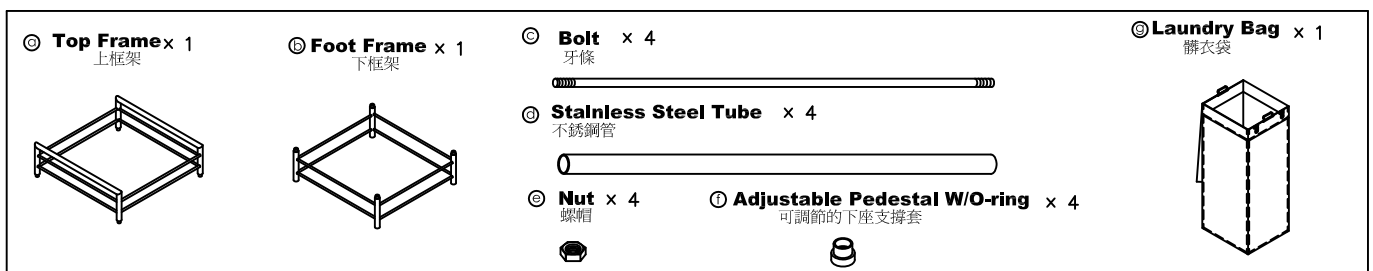 ⓐ Top Frame x 1
上框架
ⓑ Foot Frame x 1
下框架
ⓒ Bolt x 4
牙條
ⓓ Stainless Steel Tube x 4
不銹鋼管
ⓔ Nut x 4
螺帽
ⓕ Adjustable Pedestal W/O-ring x 4
可調節的下座支撐套
ⓖ Laundry Bag x 1
髒衣袋